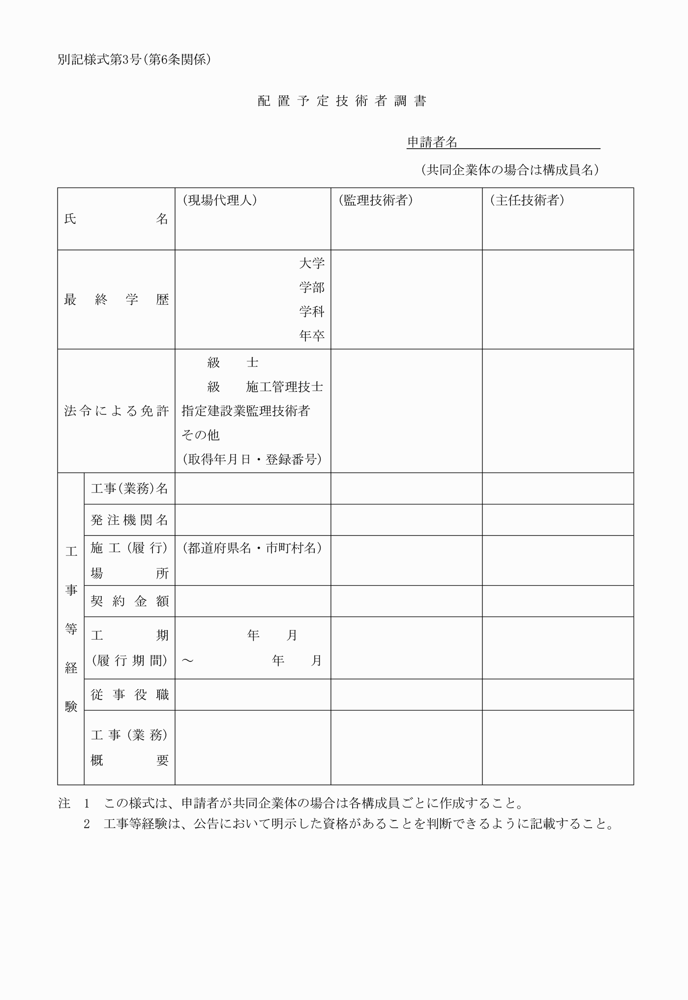 別記様式第3号(第6条関係)
配置予定技術者調書
申請者名
(共同企業体の場合は構成員名)
氏名
(現場代理人)
(監理技術者)
(主任技術者)
最終学歴
大学
学部
学科
年卒
法令による免許
級　士
級　施工管理技士
指定建設業監理技術者
その他
(取得年月日・登録番号)
工事等経験
工事(業務)名
発注機関名
施工(履行)
場所
(都道府県名・市町村名)
契約金額
工期
(履行期間)
年　月
～　年　月
従事役職
工事(業務)
概要
注　1　この様式は、申請者が共同企業体の場合は各構成員ごとに作成すること。
2　工事等経験は、公告において明示した資格があることを判断できるように記載すること。